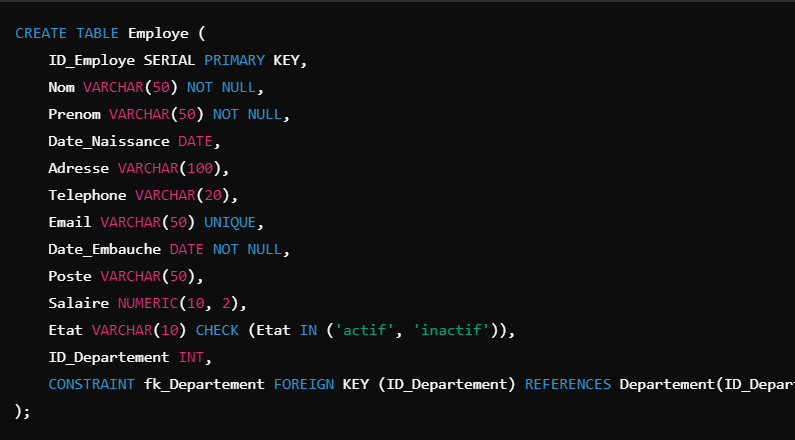 CREATE TABLE Employe (
ID_Employe SERIAL PRIMARY KEY,
Nom VARCHAR(50) NOT NULL,
Prenom VARCHAR(50) NOT NULL,
Date_Naissance DATE,
Adresse VARCHAR(100),
Telephone VARCHAR(20),
Email VARCHAR(50) UNIQUE,
Date_Embauche DATE NOT NULL,
Poste VARCHAR(50),
Salaire NUMERIC(10, 2),
Etat VARCHAR(10) CHECK (Etat IN ('actif', 'inactif')),
ID_Departement INT,
CONSTRAINT fk_Departement FOREIGN KEY (ID_Departement) REFERENCES Departement(ID_Depar
);